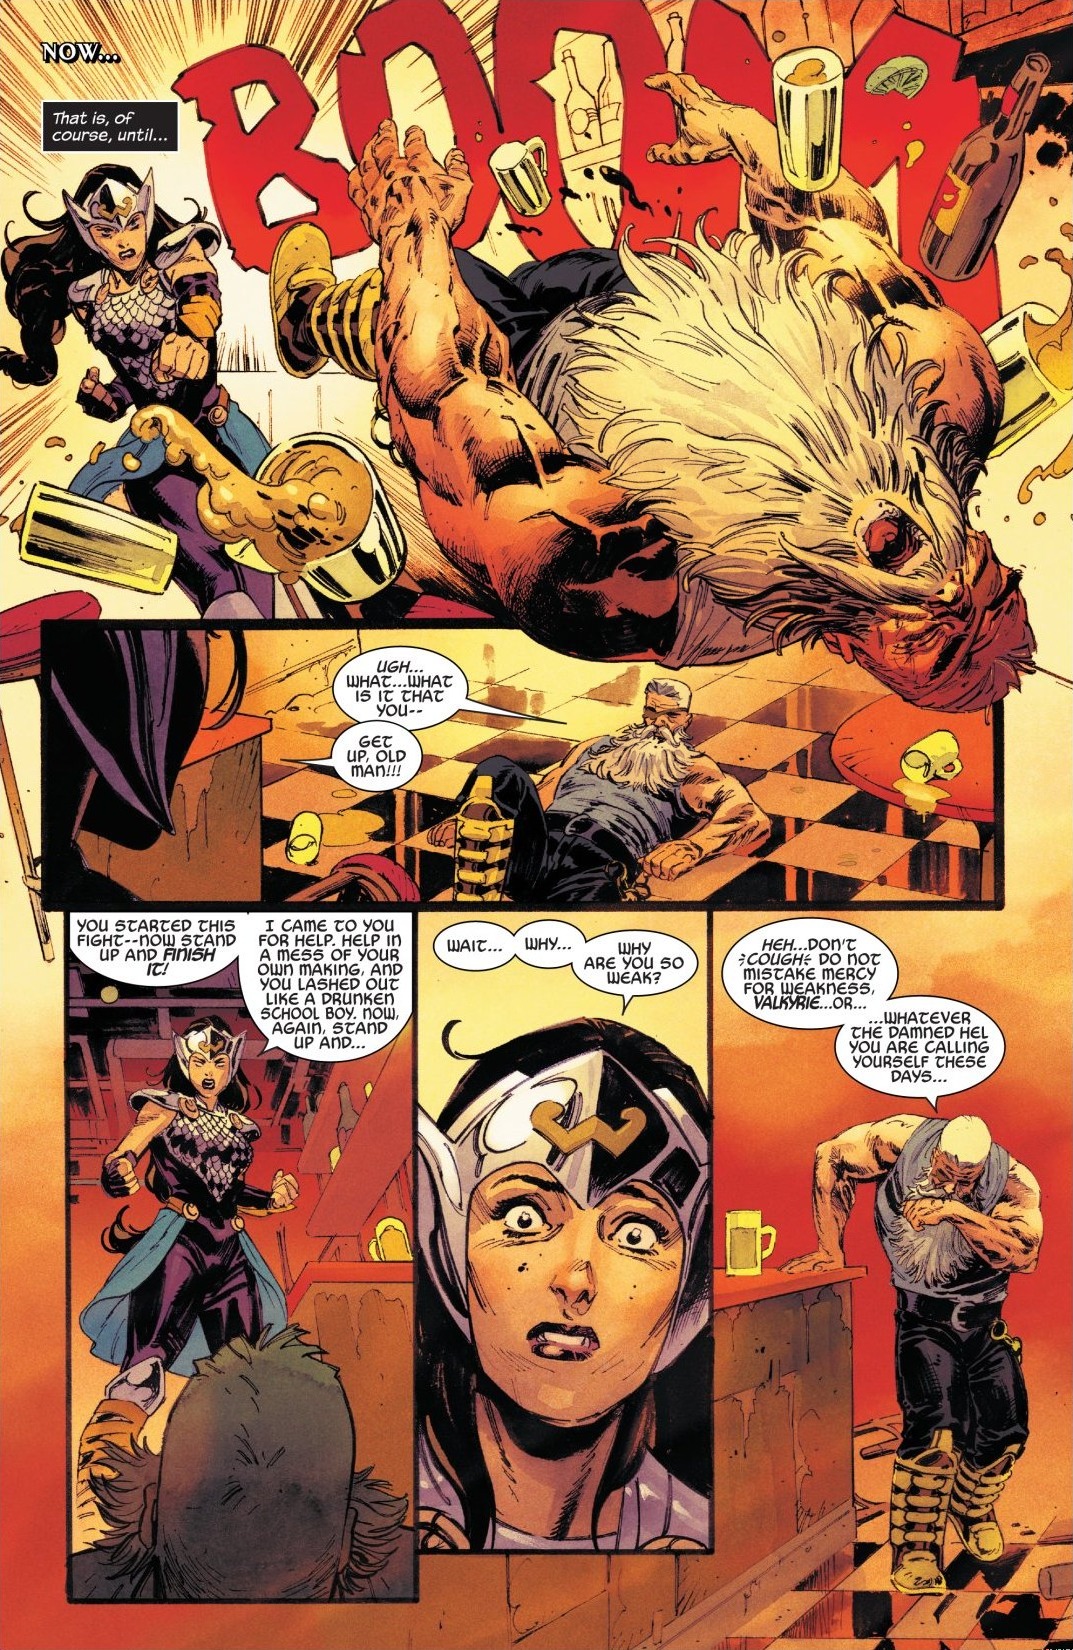 NOW...
That is, of
course, until...
BOOM
UGH...
WHAT...WHAT
IS IT THAT
YOU--
GET
UP, OLD
MAN!!!
YOU STARTED THIS
FIGHT--NOW STAND
UP AND FINISH
IT!
I CAME TO YOU
FOR HELP. HELP IN
A MESS OF YOUR
OWN MAKING, AND
YOU LASHED OUT
LIKE A DRUNKEN
SCHOOL BOY. NOW,
AGAIN, STAND
UP AND...
WAIT...
WHY...
WHY
ARE YOU SO
WEAK?
HEH...DON'T
COUGH DO NOT
MISTAKE MERCY
FOR WEAKNESS,
VALKYRIE...OR...
...WHATEVER
THE DAMNED HEL
YOU ARE CALLING
YOURSELF THESE
DAYS...